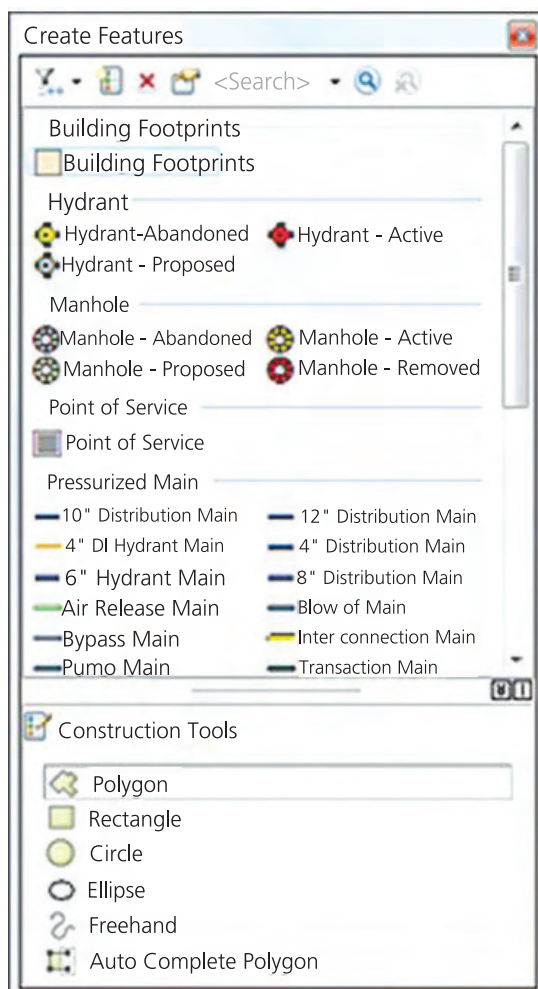 Create Features
<Search>
Building Footprints
Building Footprints
Hydrant
Hydrant-Abandoned Hydrant - Active
Hydrant - Proposed
Manhole
Manhole - Abandoned Manhole - Active
Manhole - Proposed Manhole - Removed
Point of Service
Point of Service
Pressurized Main
10" Distribution Main 12" Distribution Main
4" DI Hydrant Main 4" Distribution Main
6" Hydrant Main 8" Distribution Main
Air Release Main Blow of Main
Bypass Main Inter connection Main
Pumo Main Transaction Main
Construction Tools
Polygon
Rectangle
Circle
Ellipse
Freehand
Auto Complete Polygon